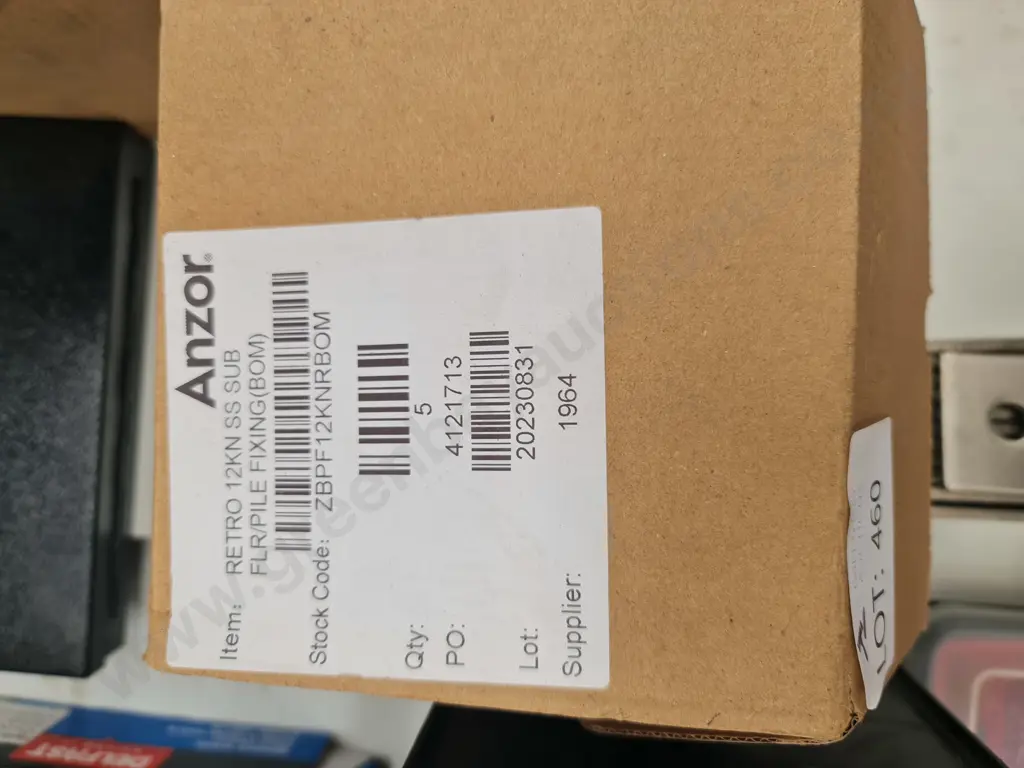 Anzor®
Item: RETRO 12KN SS SUB
FLR/PILE FIXING(BOM)
Stock Code: ZBPF12KNRBOM
Qty: 5
PO: 4121713
Lot: 20230831
Supplier: 1964
LOT: 460